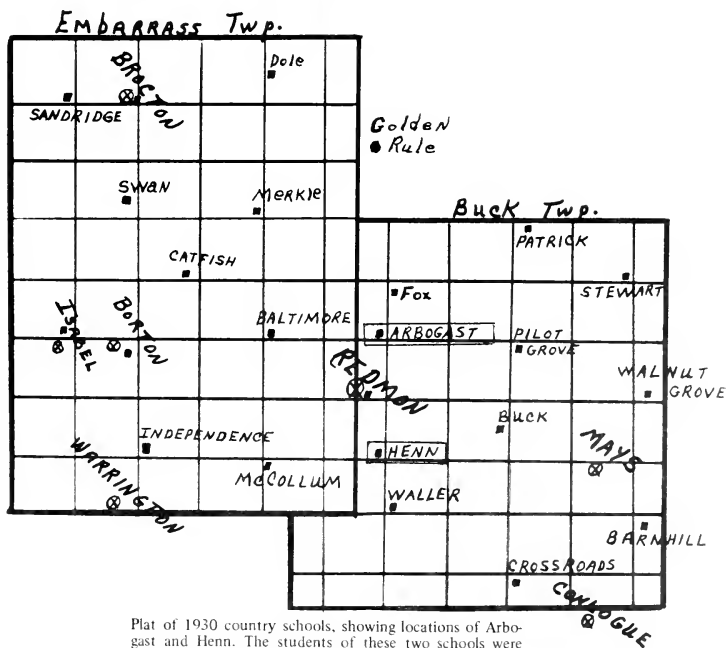 Embarrass Twp.
Dole
BROCTON
SANDRIDGE
Golden
Rule
SWAN
MERKLE
Buck Twp.
PATRICK
CATFISH
STEWART
Fox
ISABEL
BORTON
BALTIMORE
ARBOGAST
PILOT
GROVE
REDMON
WALNUT
GROVE
BUCK
INDEPENDENCE
HENN
MAYS
WARRINGTON
McCOLLUM
WALLER
BARNHILL
CROSSROADS
CONLOGUE
Plat of 1930 country schools, showing locations of Arbo-
gast and Henn. The students of these two schools were